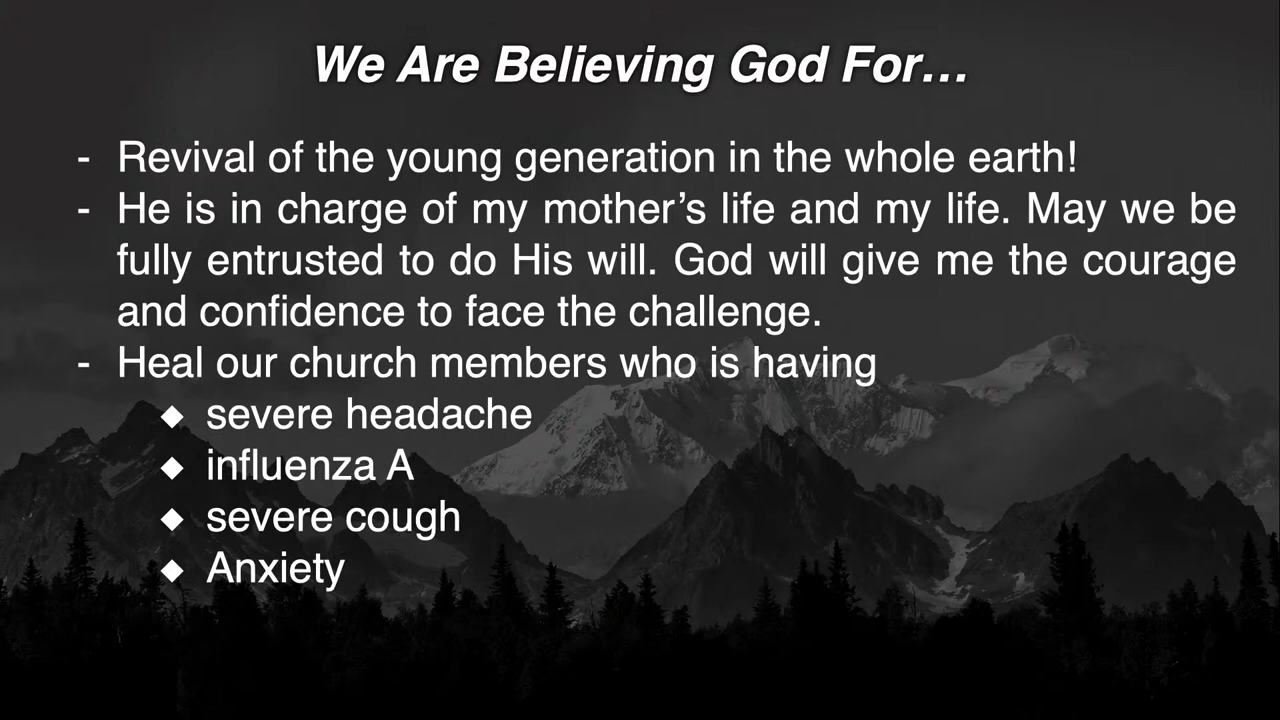 We Are Believing God For...
- Revival of the young generation in the whole earth!
- He is in charge of my mother’s life and my life. May we be
fully entrusted to do His will. God will give me the courage
and confidence to face the challenge.
- Heal our church members who is having
◆ severe headache
◆ influenza A
◆ severe cough
◆ Anxiety